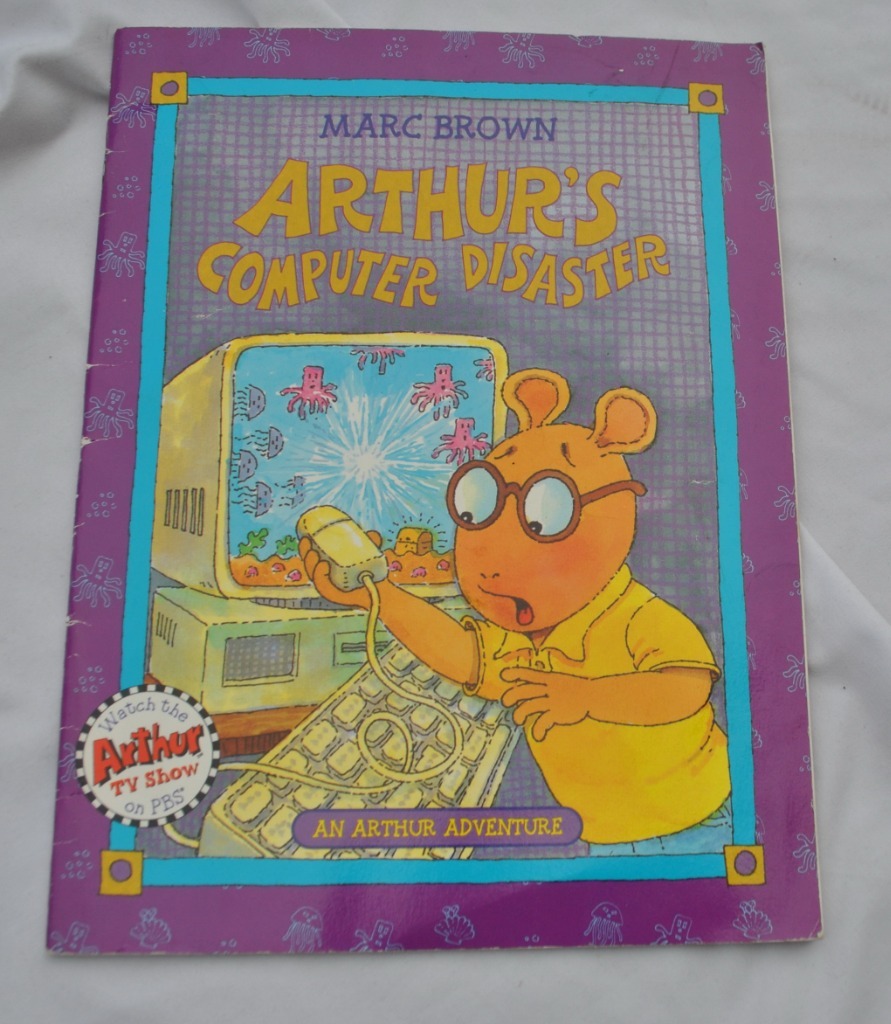 MARC BROWN
ARTHUR'S
COMPUTER DISASTER
Watch the
Arthur
TV Show
on PBS
AN ARTHUR ADVENTURE